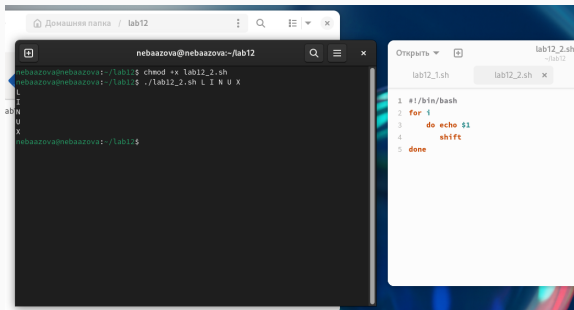 Домашняя папка / lab12
nebaazova@nebaazova:~/lab12
nebaazova@nebaazova:~/lab12$ chmod +x lab12_2.sh
nebaazova@nebaazova:~/lab12$ ./lab12_2.sh L I N U X
L
I
N
U
X
nebaazova@nebaazova:~/lab12$
ab
Открыть
lab12_2.sh
~/lab12
lab12_1.sh
lab12_2.sh ×
1 #!/bin/bash
2 for i
3 do echo $1
4 shift
5 done